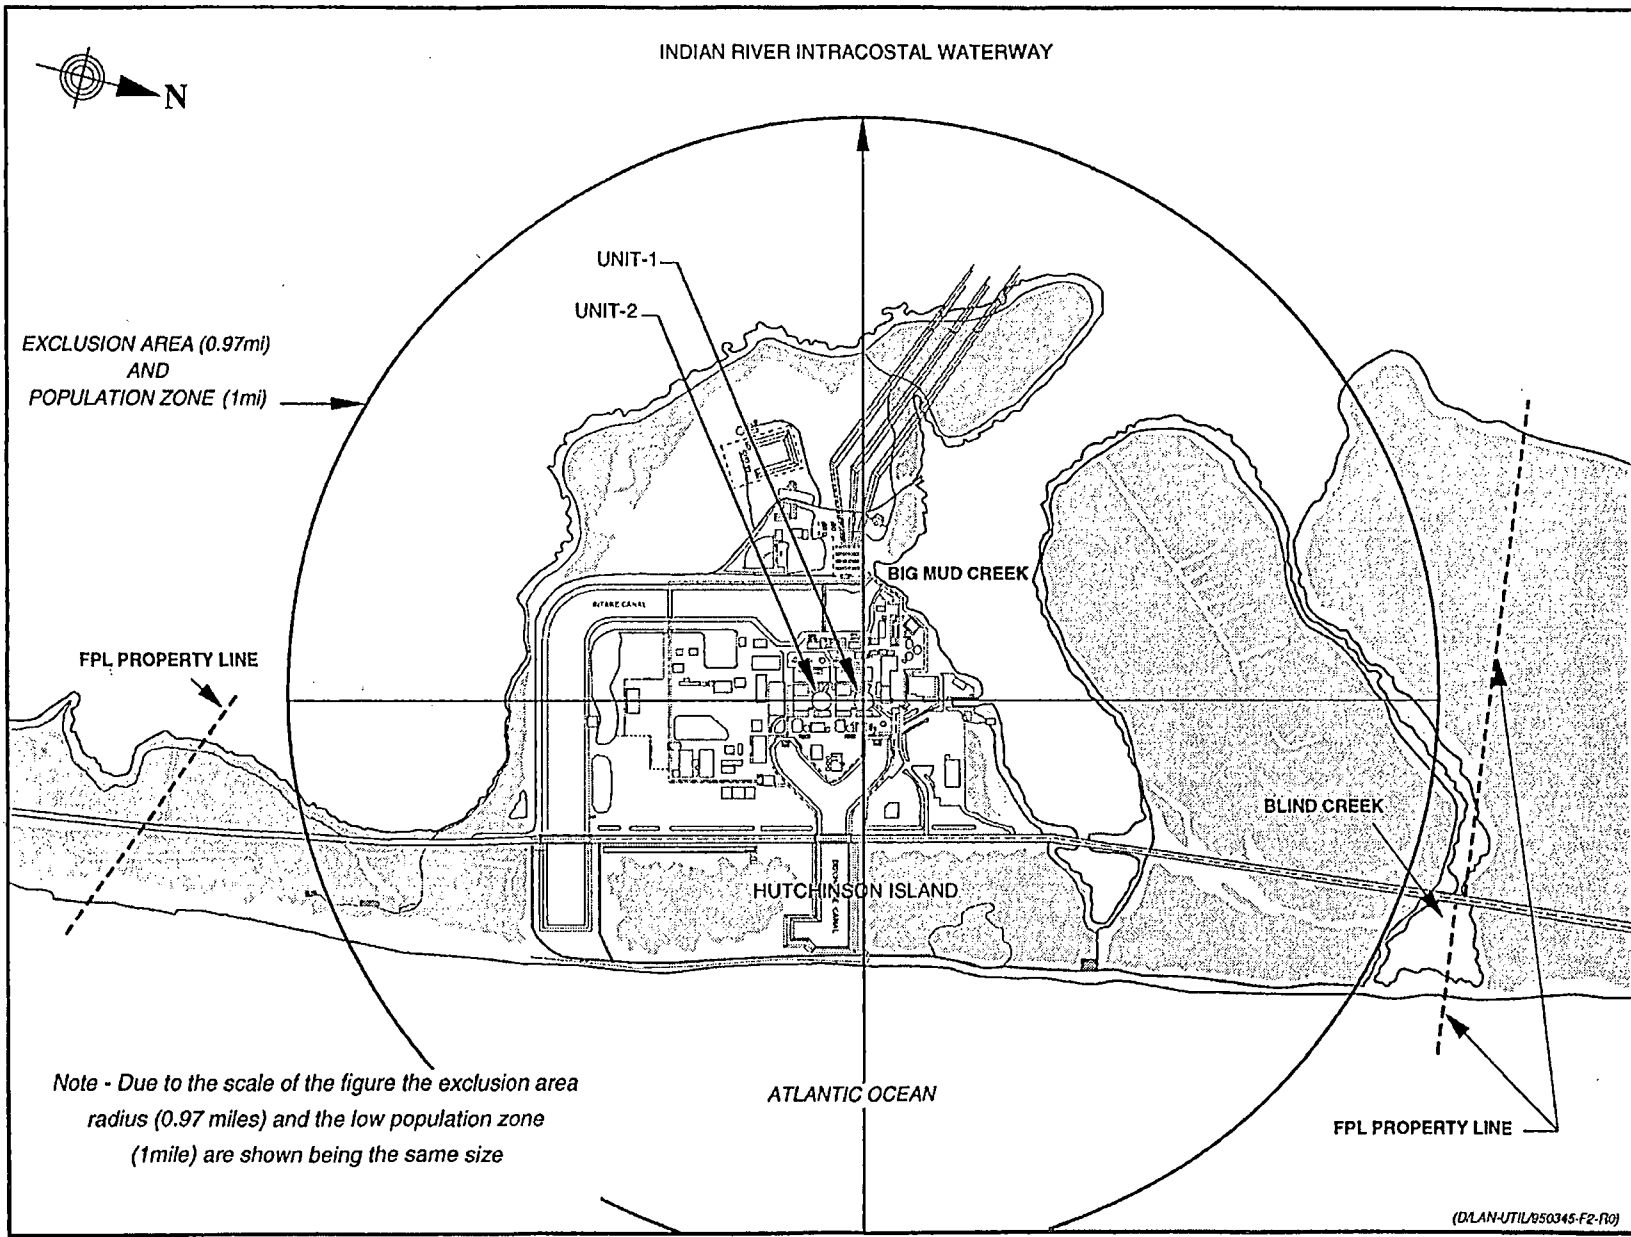 INDIAN RIVER INTRACOSTAL WATERWAY
N
UNIT-1
UNIT-2
EXCLUSION AREA (0.97mi)
AND
POPULATION ZONE (1mi)
BIG MUD CREEK
INTAKE CANAL
FPL PROPERTY LINE
BLIND CREEK
HUTCHINSON ISLAND
CANAL
Note - Due to the scale of the figure the exclusion area
radius (0.97 miles) and the low population zone
(1mile) are shown being the same size
ATLANTIC OCEAN
FPL PROPERTY LINE
(D/LAN-UTIL/950345-F2-R0)